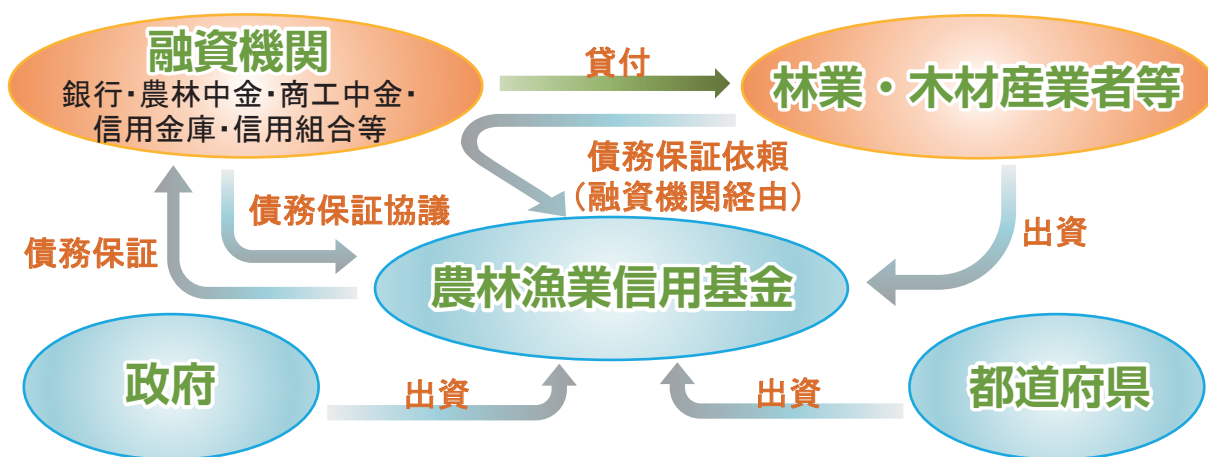 融資機関
銀行・農林中金・商工中金・
信用金庫・信用組合等
貸付
林業・木材産業者等
債務保証依頼
（融資機関経由）
債務保証協議
債務保証
出資
農林漁業信用基金
政府
出資
出資
都道府県